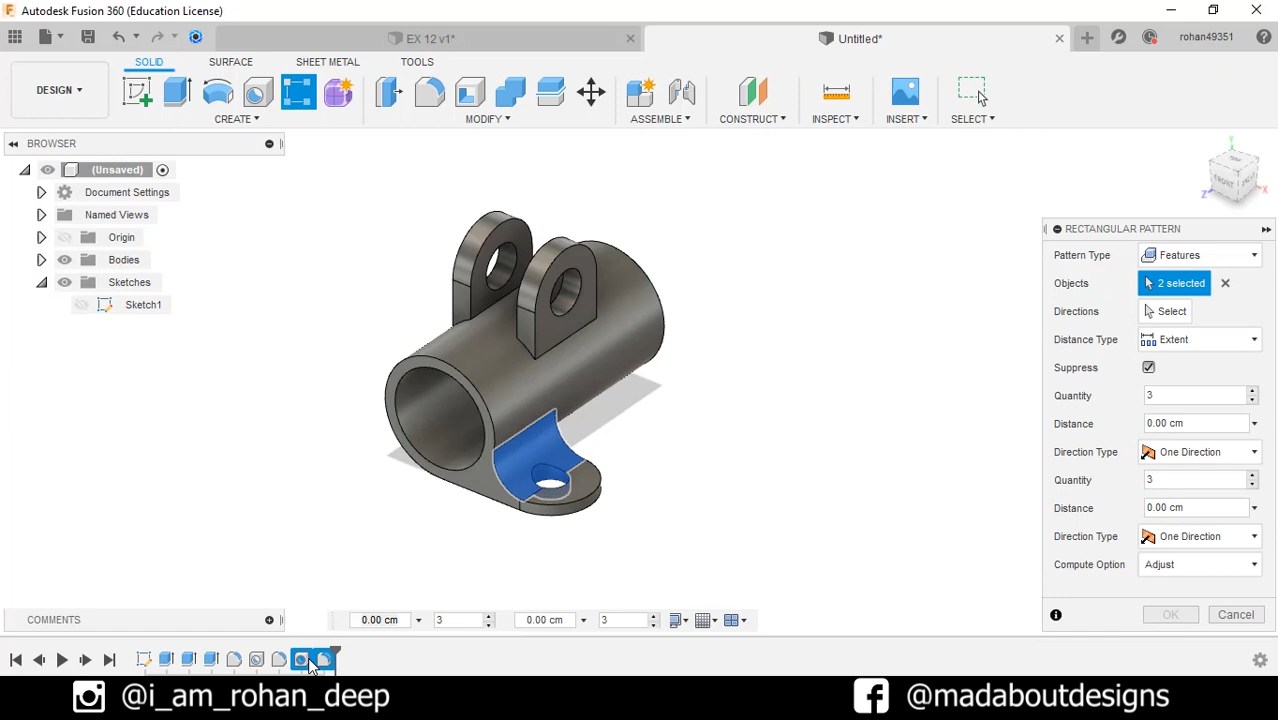 Autodesk Fusion 360 (Education License)
EX 12 v1*
Untitled*
rohan49351
SOLID
SURFACE
SHEET METAL
TOOLS
DESIGN
CREATE
MODIFY
ASSEMBLE
CONSTRUCT
INSPECT
INSERT
SELECT
BROWSER
(Unsaved)
Document Settings
Named Views
Origin
Bodies
Sketches
Sketch1
FRONT
RIGHT
Y
Z
X
RECTANGULAR PATTERN
Pattern Type Features
Objects 2 selected
Directions Select
Distance Type Extent
Suppress
Quantity 3
Distance 0.00 cm
Direction Type One Direction
Quantity 3
Distance 0.00 cm
Direction Type One Direction
Compute Option Adjust
OK Cancel
COMMENTS
0.00 cm 3 0.00 cm 3
@i_am_rohan_deep
@madaboutdesigns